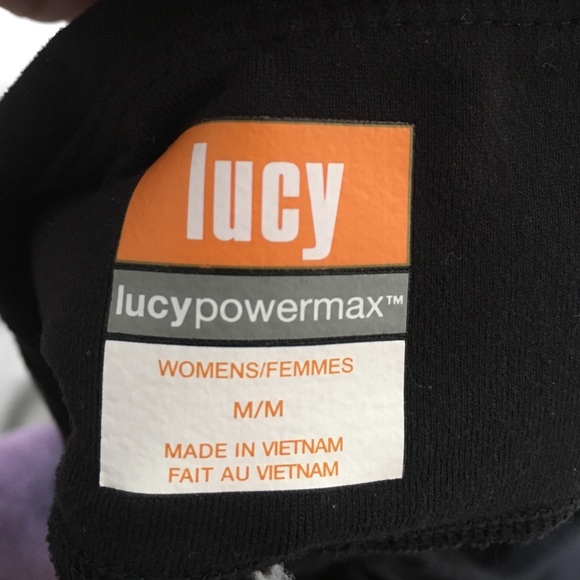 lucy
lucypowermax™
WOMENS/FEMMES
M/M
MADE IN VIETNAM
FAIT AU VIETNAM